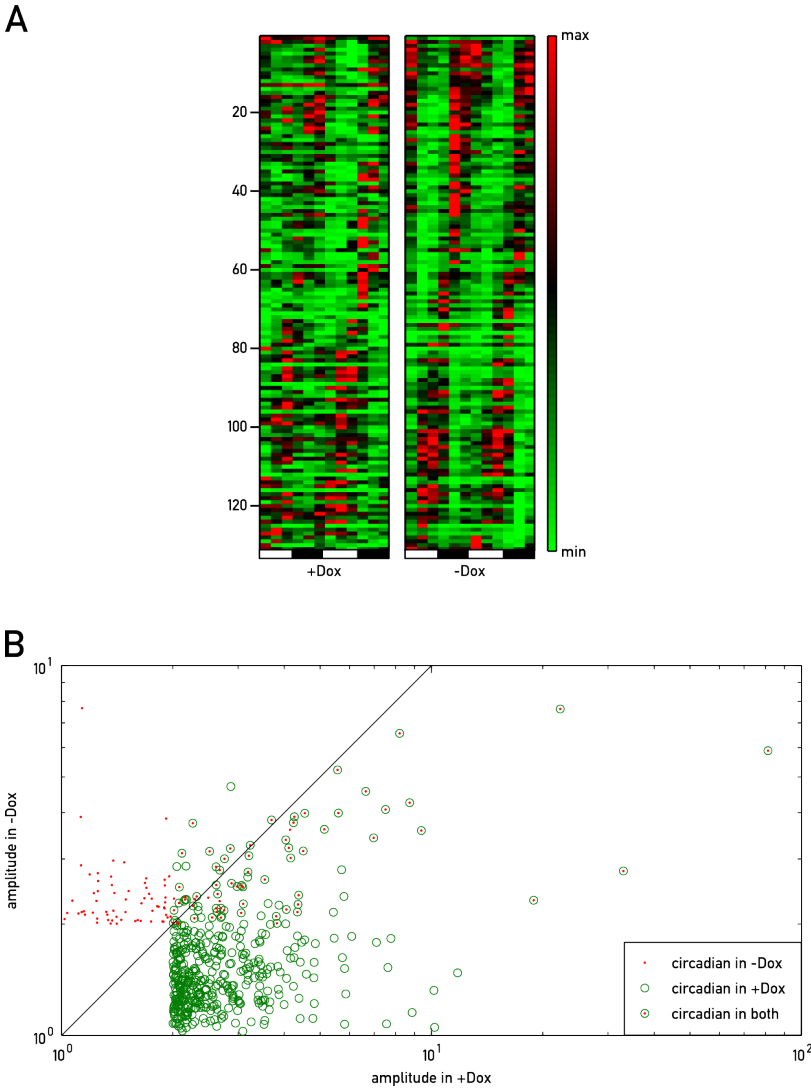 A
max
20
40
60
80
100
120
min
+Dox
-Dox
B
10^1
amplitude in -Dox
circadian in -Dox
circadian in +Dox
circadian in both
10^0
10^0
10^1
10^2
amplitude in +Dox